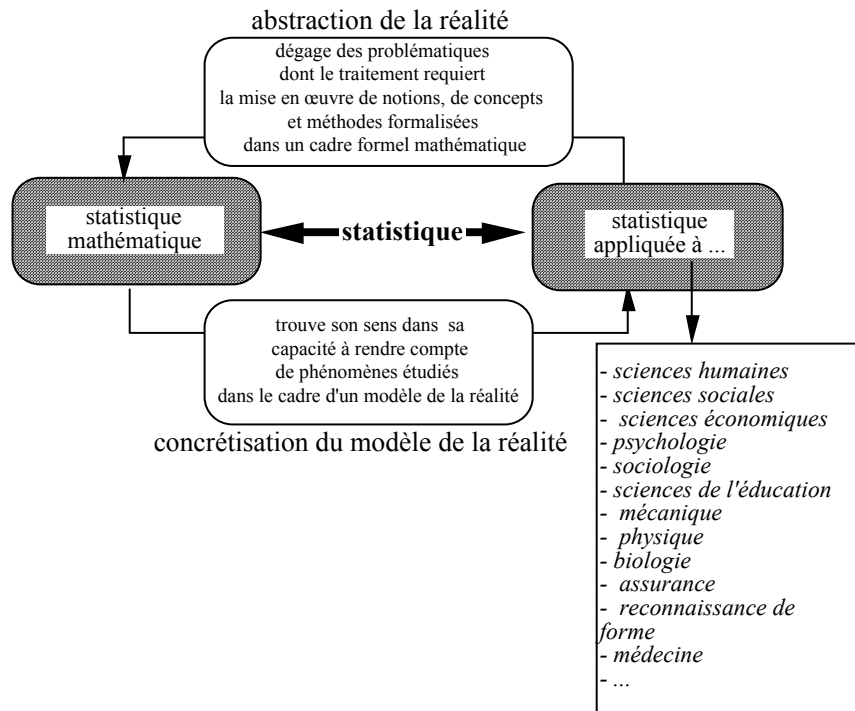 abstraction de la réalité
dégage des problématiques
dont le traitement requiert
la mise en œuvre de notions, de concepts
et méthodes formalisées
dans un cadre formel mathématique
statistique
mathématique
statistique
statistique
appliquée à ...
trouve son sens dans sa
capacité à rendre compte
de phénomènes étudiés
dans le cadre d'un modèle de la réalité
concrétisation du modèle de la réalité
- sciences humaines
- sciences sociales
- sciences économiques
- psychologie
- sociologie
- sciences de l'éducation
- mécanique
- physique
- biologie
- assurance
- reconnaissance de
forme
- médecine
- ...